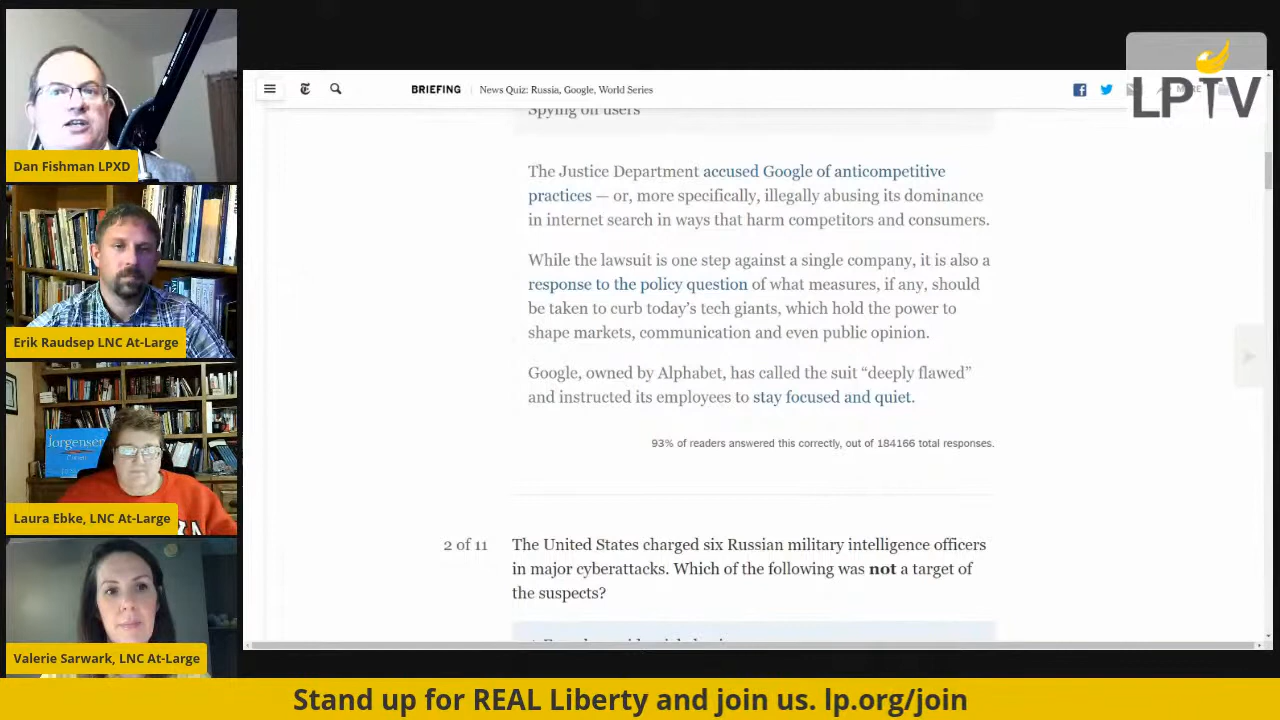 LPTV
BRIEFING
News Quiz: Russia, Google, World Series
MORE
Spying on users
The Justice Department accused Google of anticompetitive
practices — or, more specifically, illegally abusing its dominance
in internet search in ways that harm competitors and consumers.
While the lawsuit is one step against a single company, it is also a
response to the policy question of what measures, if any, should
be taken to curb today’s tech giants, which hold the power to
shape markets, communication and even public opinion.
Google, owned by Alphabet, has called the suit “deeply flawed”
and instructed its employees to stay focused and quiet.
93% of readers answered this correctly, out of 184166 total responses.
2 of 11
The United States charged six Russian military intelligence officers
in major cyberattacks. Which of the following was not a target of
the suspects?
Dan Fishman LPXD
Erik Raudsep LNC At-Large
Jorgensen
Laura Ebke, LNC At-Large
Valerie Sarwark, LNC At-Large
Stand up for REAL Liberty and join us. lp.org/join